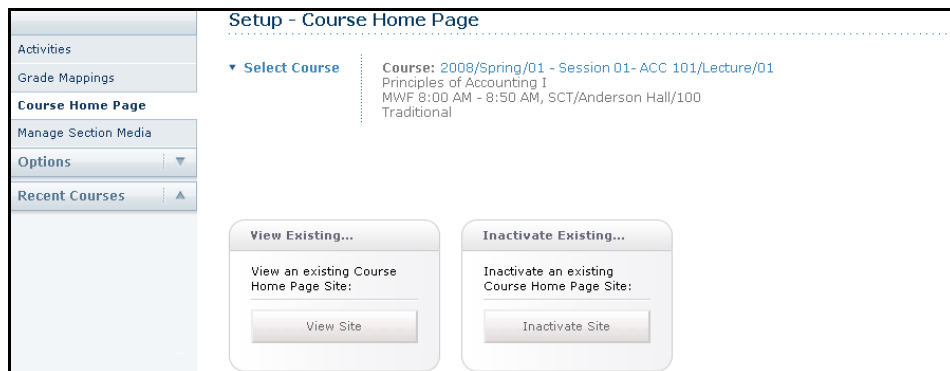 Setup - Course Home Page
Activities
Grade Mappings
Course Home Page
Manage Section Media
Options
Recent Courses
Select Course
Course: 2008/Spring/01 - Session 01- ACC 101/Lecture/01
Principles of Accounting I
MWF 8:00 AM - 8:50 AM, SCT/Anderson Hall/100
Traditional
View Existing...
View an existing Course
Home Page Site:
View Site
Inactivate Existing...
Inactivate an existing
Course Home Page Site:
Inactivate Site